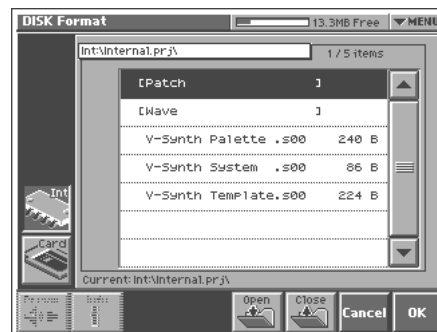 DISK Format 13.3MB Free ▼MENU
Int:\Internal.prj\ 1/5 items
[Patch ]
[Wave ]
V-Synth Palette .s00 240 B
V-Synth System .s00 86 B
V-Synth Template.s00 224 B
Int
Card
Current: Int:\Internal.prj\
Open Close Cancel OK